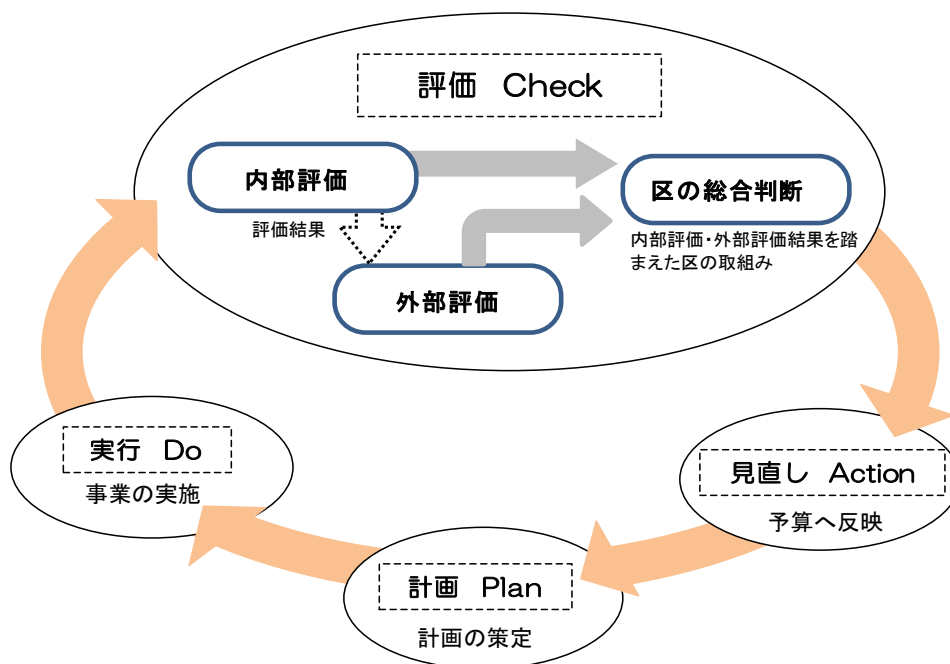 評価 Check
内部評価
評価結果
外部評価
区の総合判断
内部評価・外部評価結果を踏
まえた区の取組み
見直し Action
予算へ反映
計画 Plan
計画の策定
実行 Do
事業の実施